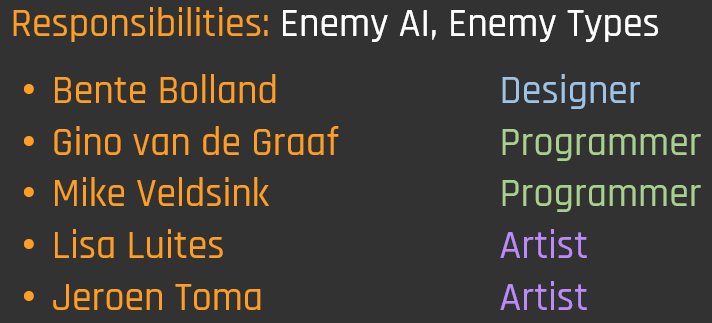 Responsibilities: Enemy AI, Enemy Types
• Bente Bolland Designer
• Gino van de Graaf Programmer
• Mike Veldsink Programmer
• Lisa Luites Artist
• Jeroen Toma Artist